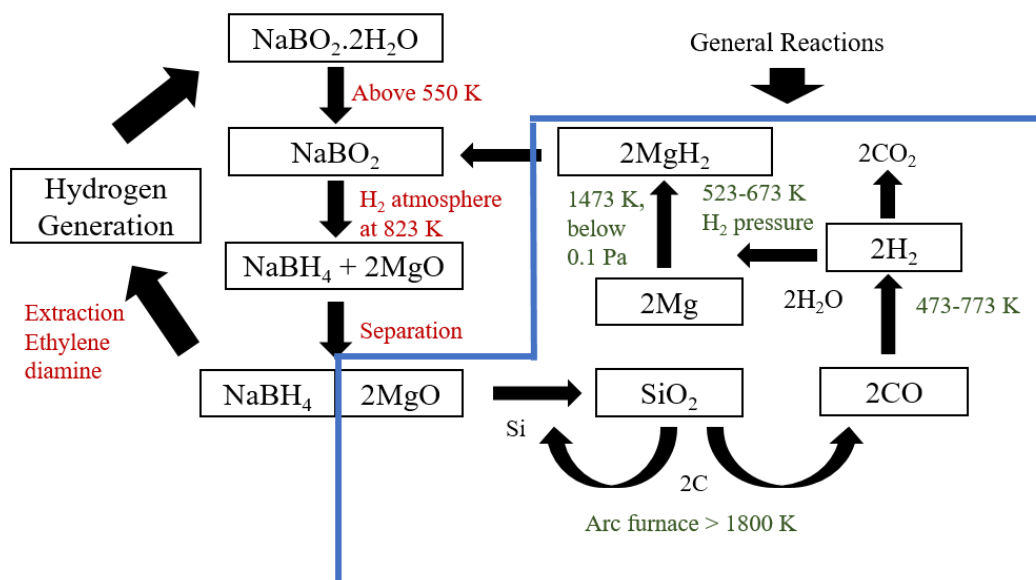 NaBO₂.2H₂O
General Reactions
Above 550 K
NaBO₂
2MgH₂
2CO₂
Hydrogen
Generation
H₂ atmosphere
at 823 K
1473 K,
below
0.1 Pa
523-673 K
H₂ pressure
2H₂
NaBH₄ + 2MgO
2Mg
2H₂O
473-773 K
Extraction
Ethylene
diamine
Separation
NaBH₄
2MgO
Si
SiO₂
2CO
2C
Arc furnace > 1800 K